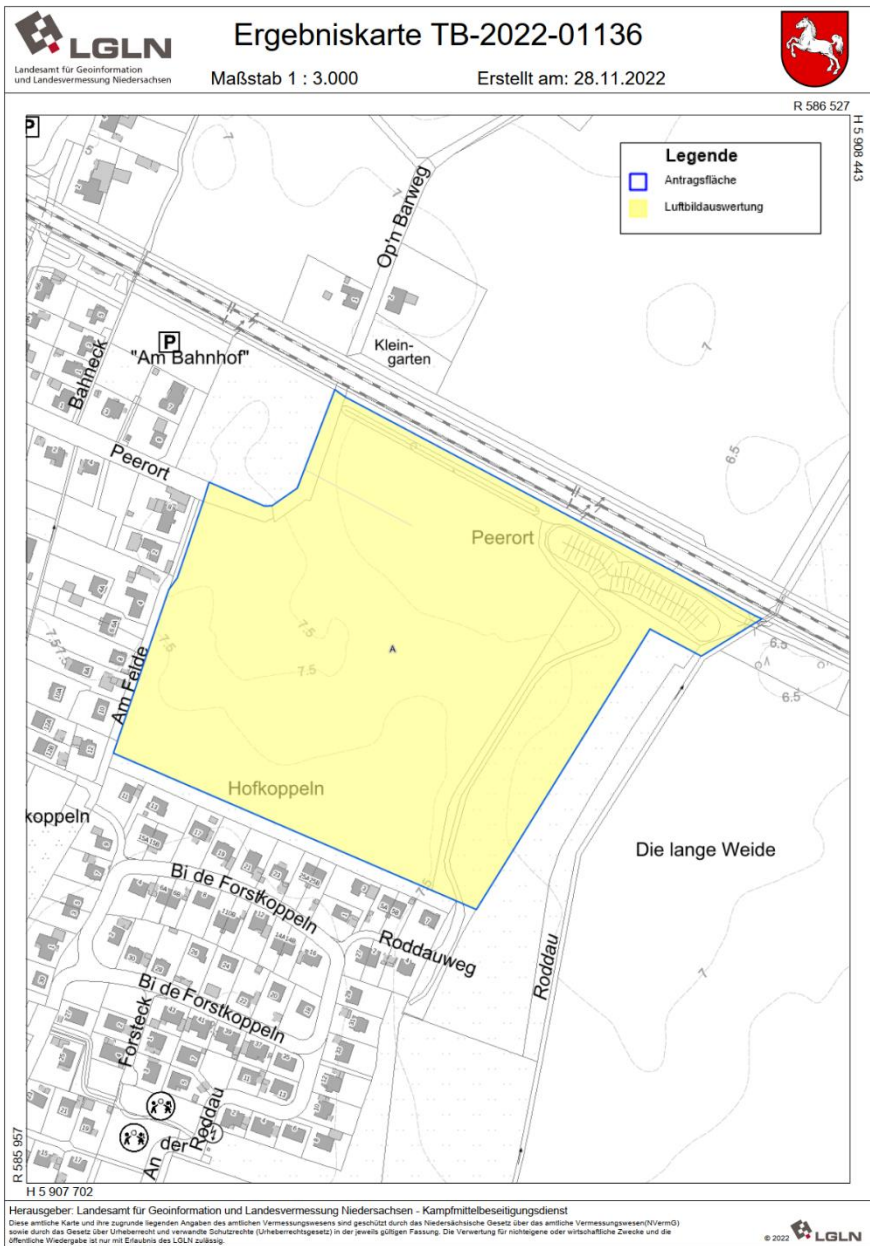 LGLN
Landesamt für Geoinformation
und Landesvermessung Niedersachsen
Ergebniskarte TB-2022-01136
Maßstab 1 : 3.000
Erstellt am: 28.11.2022
R 586 527
H 5 908 443
Legende
Antragsfläche
Luftbildauswertung
P
Op'n Barweg
7
7
5
P
"Am Bahnhof"
Klein-
garten
Bahneck
7
6.5
Peerort
Peerort
A
7.5
7.5
7.5
Am Felde
6.5
6.5
Hofkoppeln
koppeln
Die lange Weide
Bi de Forstkoppeln
7.5
Roddauweg
Roddau
7
Bi de Forstkoppeln
Forsteck
An der Roddau
R 585 957
H 5 907 702
Herausgeber: Landesamt für Geoinformation und Landesvermessung Niedersachsen - Kampfmittelbeseitigungsdienst
Diese amtliche Karte und ihre zugrunde liegenden Angaben des amtlichen Vermessungswesens sind geschützt durch das Niedersächsische Gesetz über das amtliche Vermessungswesen(NVermG)
sowie durch das Gesetz über Urheberrecht und verwandte Schutzrechte (Urheberrechtsgesetz) in der jeweils gültigen Fassung. Die Verwertung für nichteigene oder wirtschaftliche Zwecke und die
öffentliche Wiedergabe ist nur mit Erlaubnis des LGLN zulässig.
© 2022 LGLN